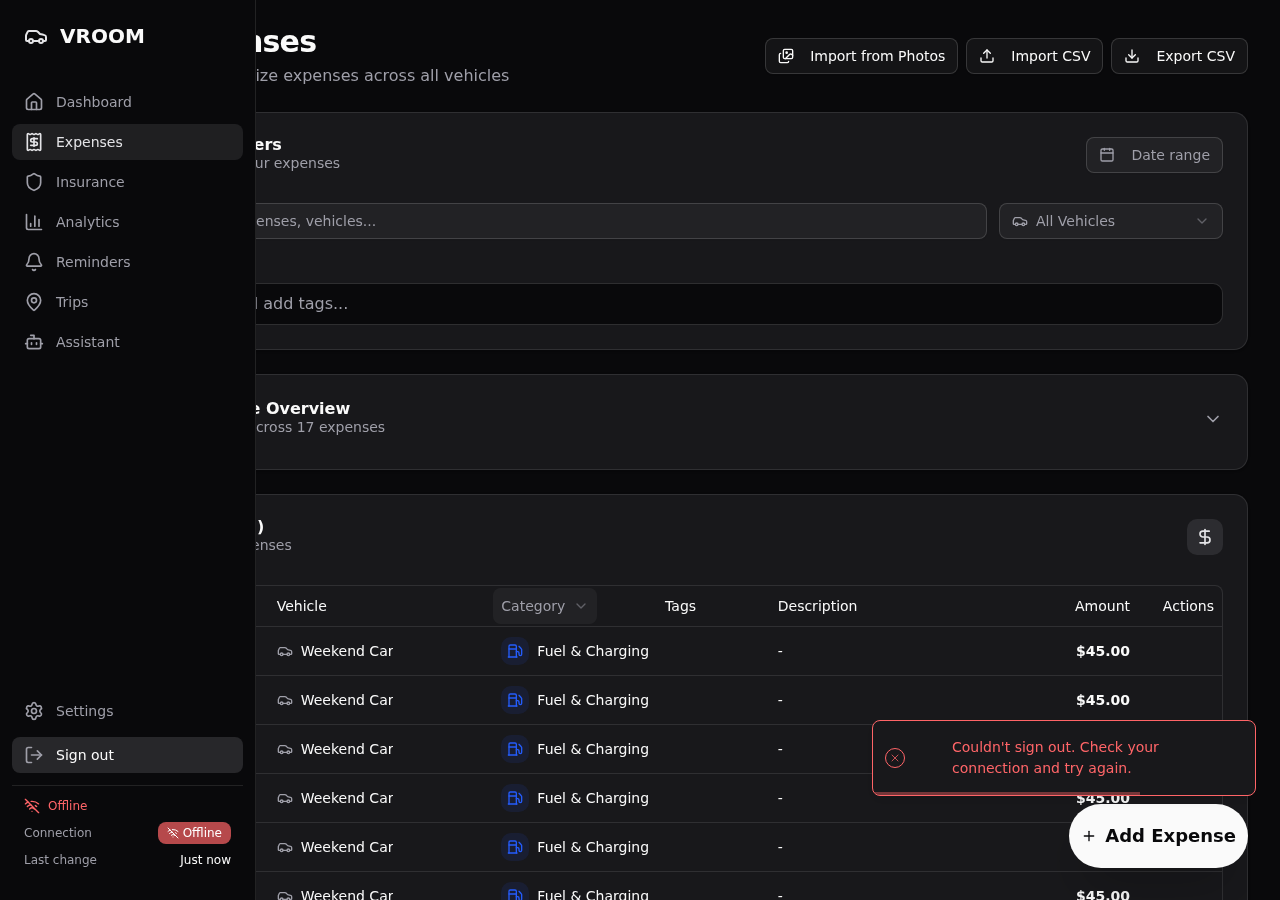 VROOM
Dashboard
Expenses
Insurance
Analytics
Reminders
Trips
Assistant
Settings
Sign out
Offline
Connection
Offline
Last change
Just now
nses
ize expenses across all vehicles
Import from Photos
Import CSV
Export CSV
ers
ur expenses
Date range
enses, vehicles...
All Vehicles
d add tags...
e Overview
cross 17 expenses
)
enses
Vehicle Category Tags Description Amount Actions
Weekend Car Fuel & Charging - $45.00
Weekend Car Fuel & Charging - $45.00
Weekend Car Fuel & Charging -
Weekend Car Fuel & Charging - $45.00
Weekend Car Fuel & Charging -
Weekend Car Fuel & Charging - $45.00
Couldn't sign out. Check your
connection and try again.
+ Add Expense